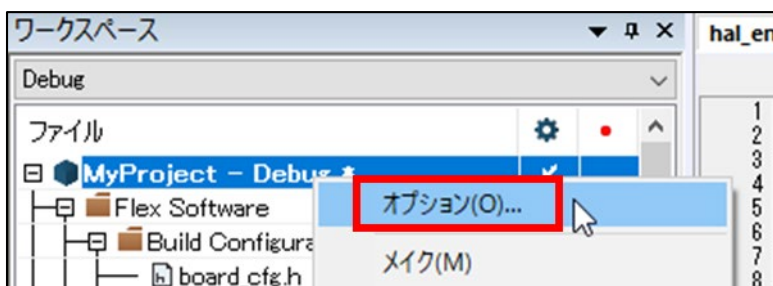 ワークスペース
hal_en
Debug
ファイル
MyProject - Debug *
Flex Software
Build Configura
board cfg.h
オプション(O)...
メイク(M)
1
2
3
4
5
6
7
8